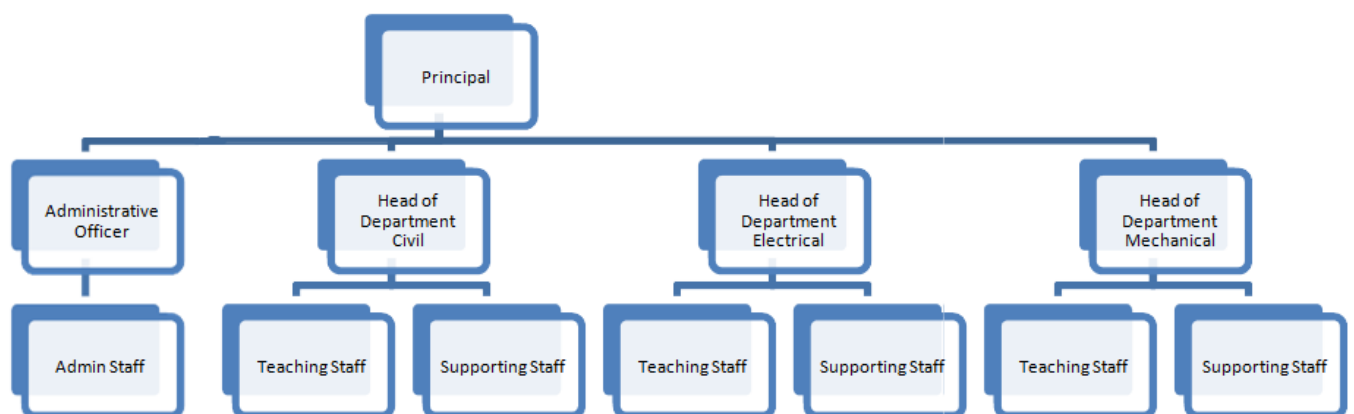 Principal
Administrative
Officer
Head of
Department
Civil
Head of
Department
Electrical
Head of
Department
Mechanical
Admin Staff
Teaching Staff
Supporting Staff
Teaching Staff
Supporting Staff
Teaching Staff
Supporting Staff